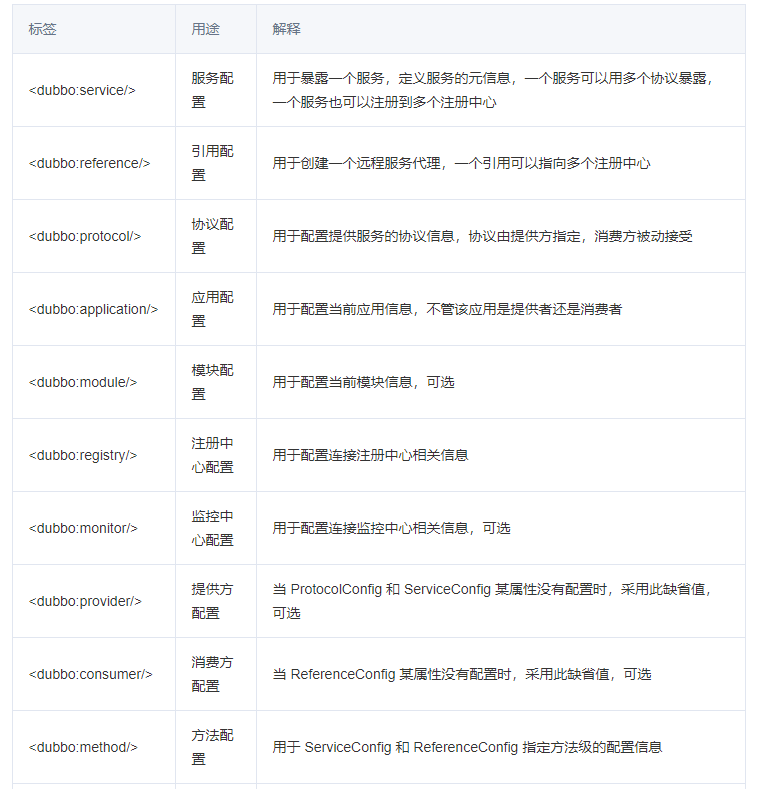 标签 用途 解释
<dubbo:service/> 服务配置 用于暴露一个服务，定义服务的元信息，一个服务可以用多个协议暴露，
一个服务也可以注册到多个注册中心
<dubbo:reference/> 引用配置 用于创建一个远程服务代理，一个引用可以指向多个注册中心
<dubbo:protocol/> 协议配置 用于配置提供服务的协议信息，协议由提供方指定，消费方被动接受
<dubbo:application/> 应用配置 用于配置当前应用信息，不管该应用是提供者还是消费者
<dubbo:module/> 模块配置 用于配置当前模块信息，可选
<dubbo:registry/> 注册中心配置 用于配置连接注册中心相关信息
<dubbo:monitor/> 监控中心配置 用于配置连接监控中心相关信息，可选
<dubbo:provider/> 提供方配置 当 ProtocolConfig 和 ServiceConfig 某属性没有配置时，采用此缺省值，
可选
<dubbo:consumer/> 消费方配置 当 ReferenceConfig 某属性没有配置时，采用此缺省值，可选
<dubbo:method/> 方法配置 用于 ServiceConfig 和 ReferenceConfig 指定方法级的配置信息